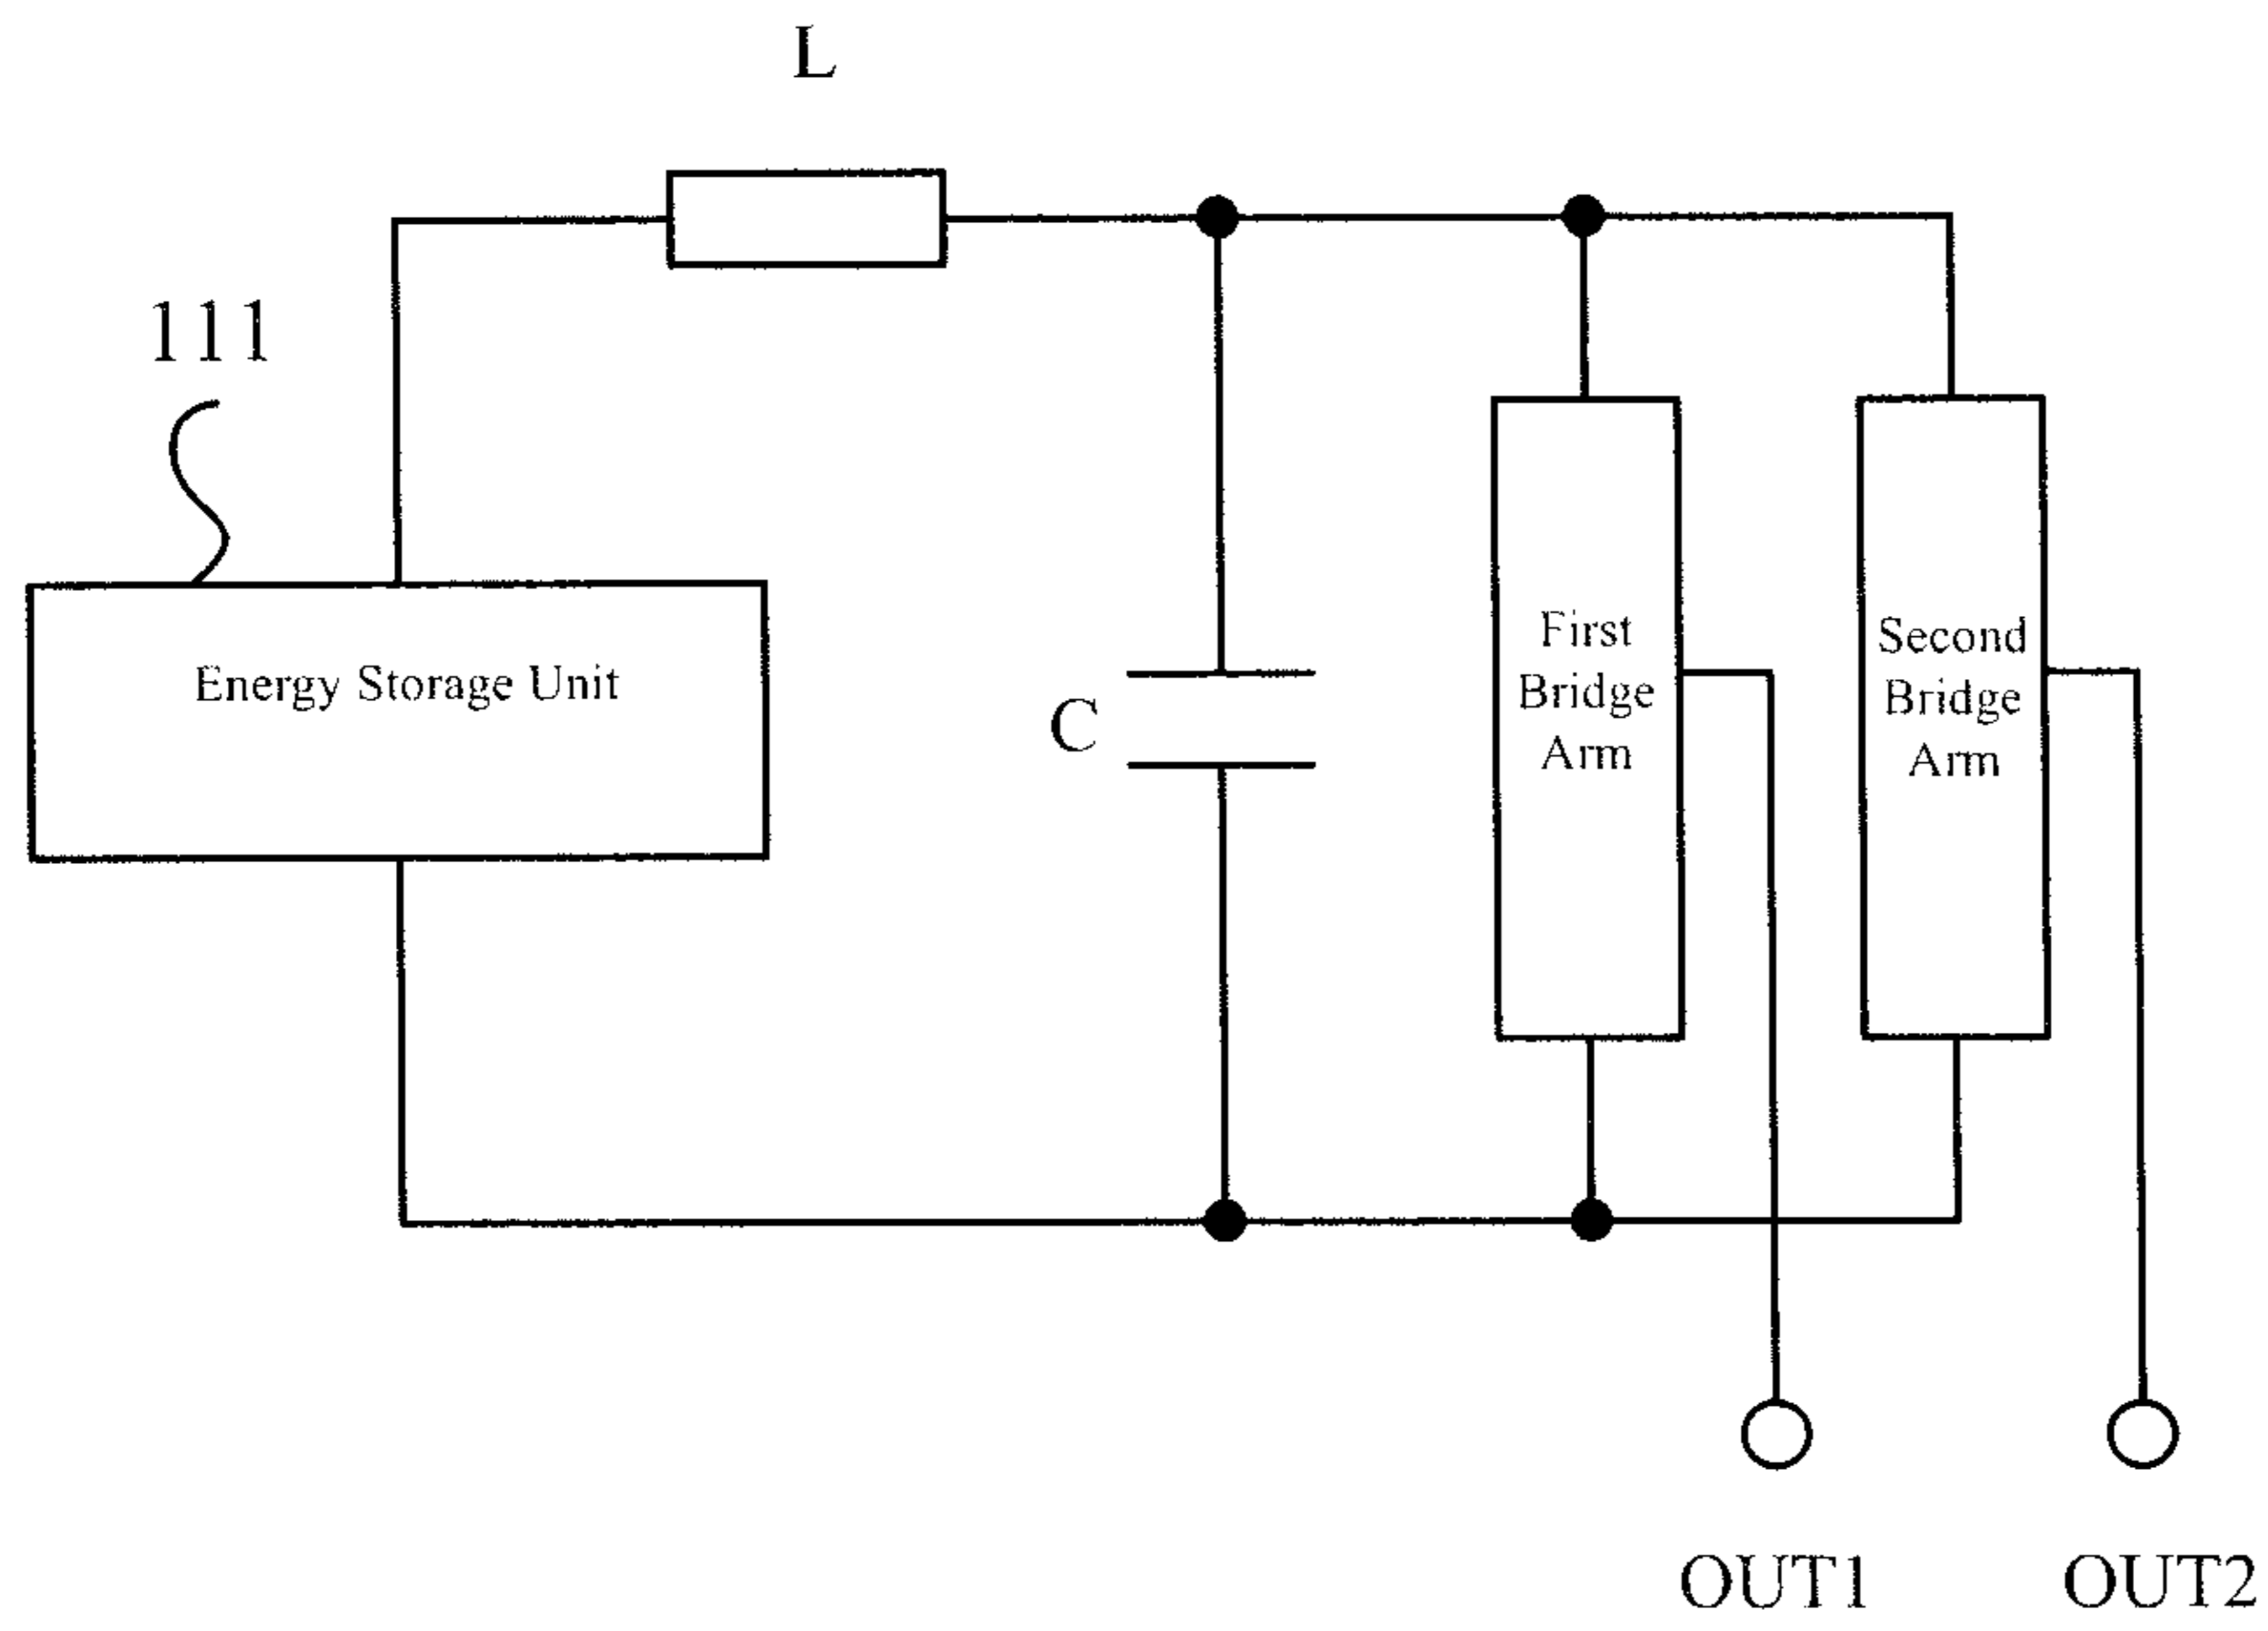 L
111
Energy Storage Unit
C
First
Bridge
Arm
Second
Bridge
Arm
OUT1
OUT2